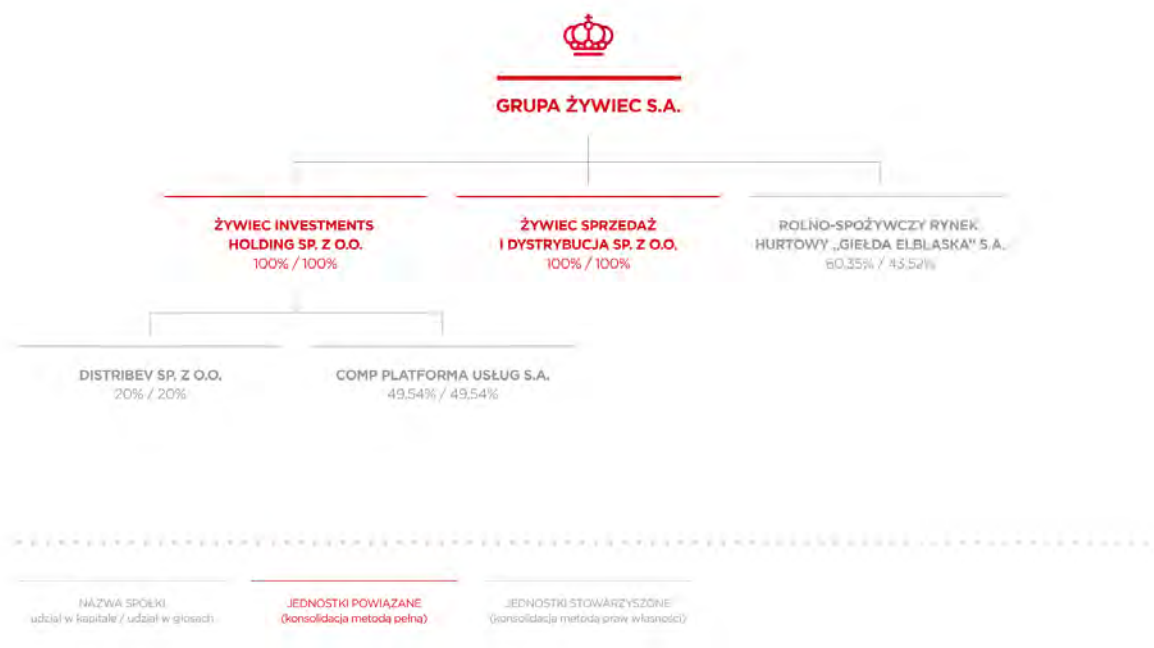 GRUPA ŻYWIEC S.A.
ŻYWIEC INVESTMENTS
HOLDING SP. Z O.O.
100% / 100%
ŻYWIEC SPRZEDAŻ
I DYSTRYBUCJA SP. Z O.O.
100% / 100%
ROLNO-SPOŻYWCZY RYNEK
HURTOWY „GIEŁDA ELBLĄSKA" S.A.
60,35% / 43,52%
DISTRIBEV SP. Z O.O.
20% / 20%
COMP PLATFORMA USŁUG S.A.
49,54% / 49,54%
NAZWA SPÓŁKI
udział w kapitale / udział w głosach
JEDNOSTKI POWIĄZANE
(konsolidacja metodą pełną)
JEDNOSTKI STOWARZYSZONE
(konsolidacja metodą praw własności)